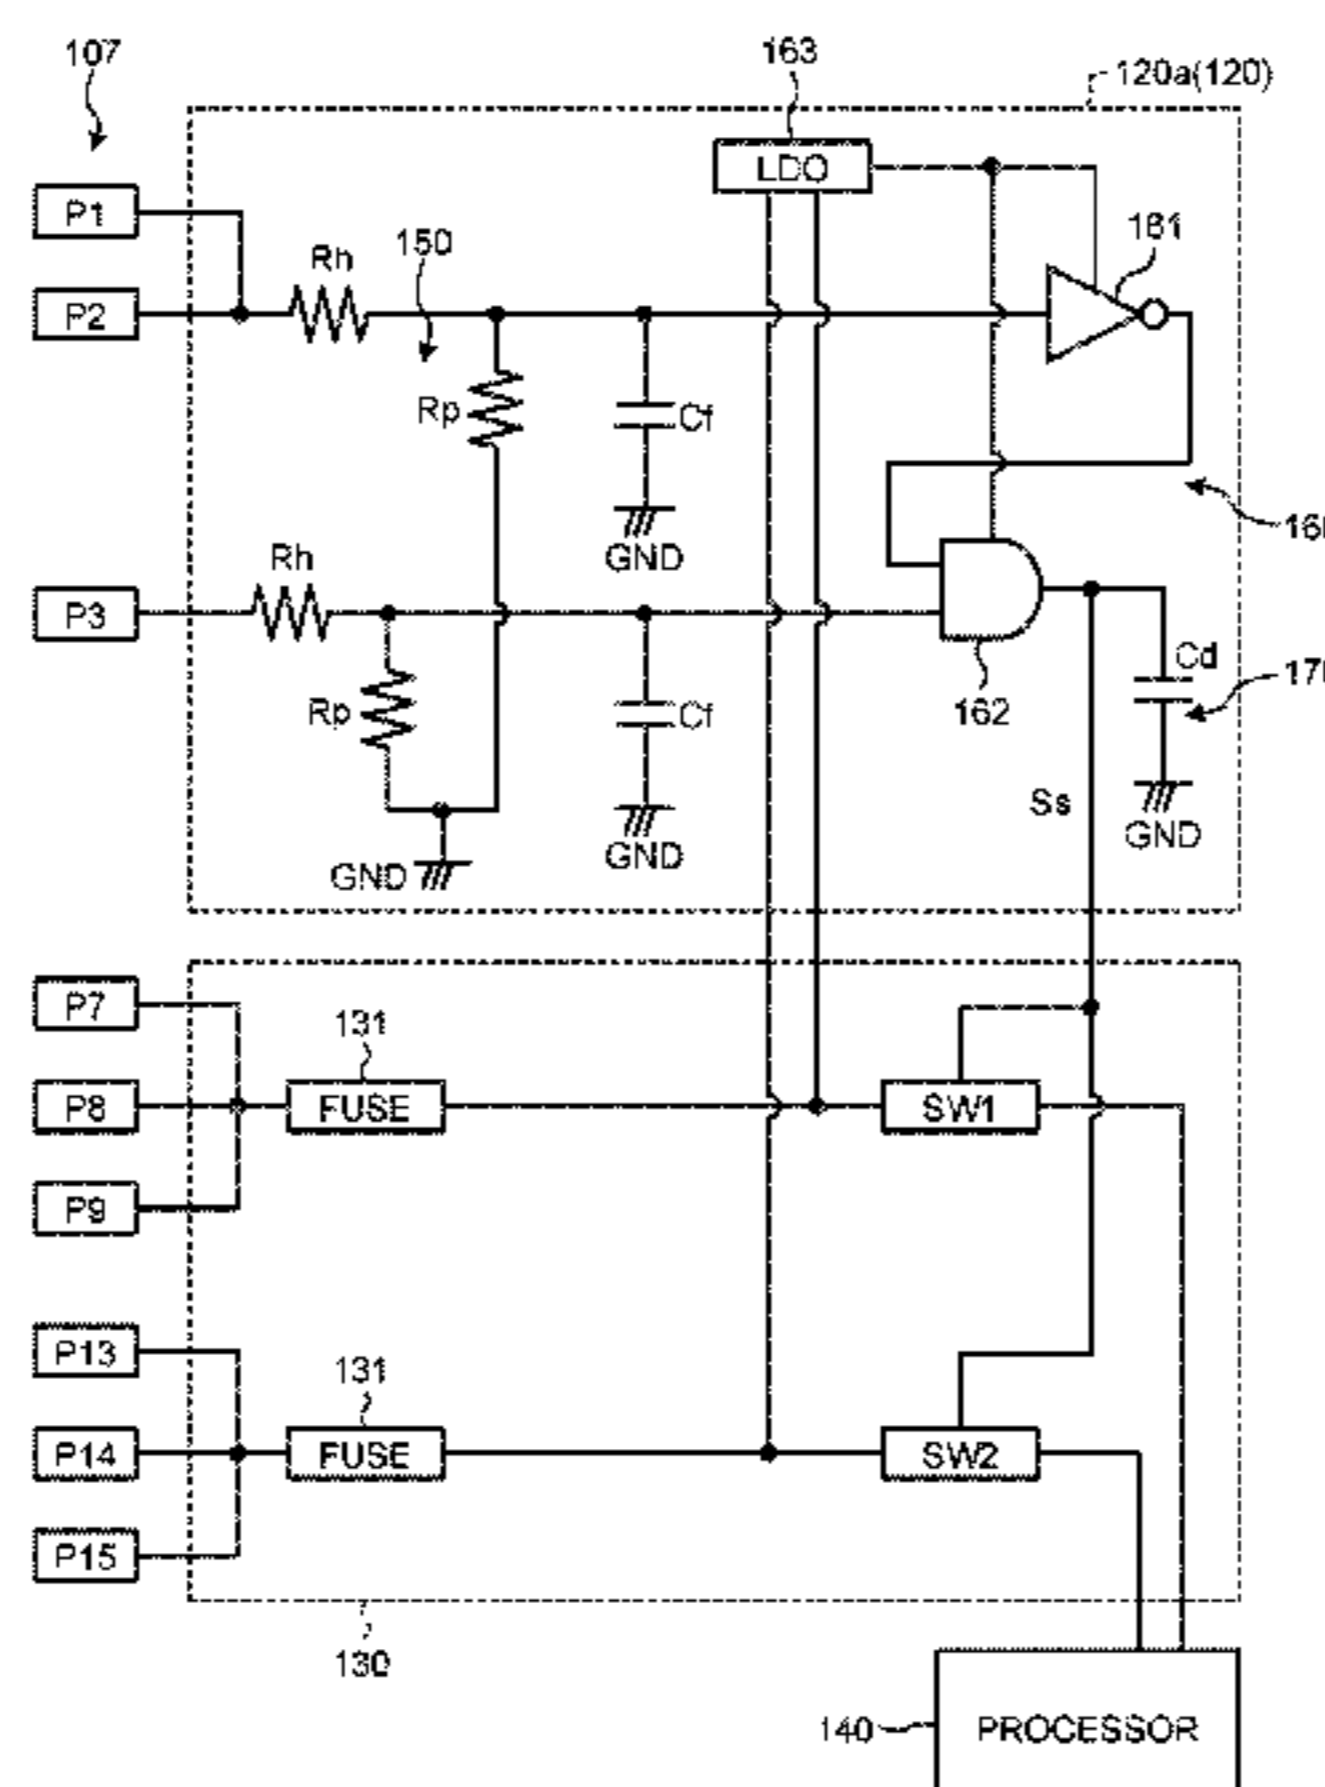 107
163
120a(120)
LDO
P1
161
Rh
150
P2
Rp
Cf
GND
Rh
P3
162
Cd
Rp
Cf
Ss
GND
GND
GND
P7
131
P8
FUSE
SW1
P9
P13
131
P14
FUSE
SW2
P15
130
140
PROCESSOR